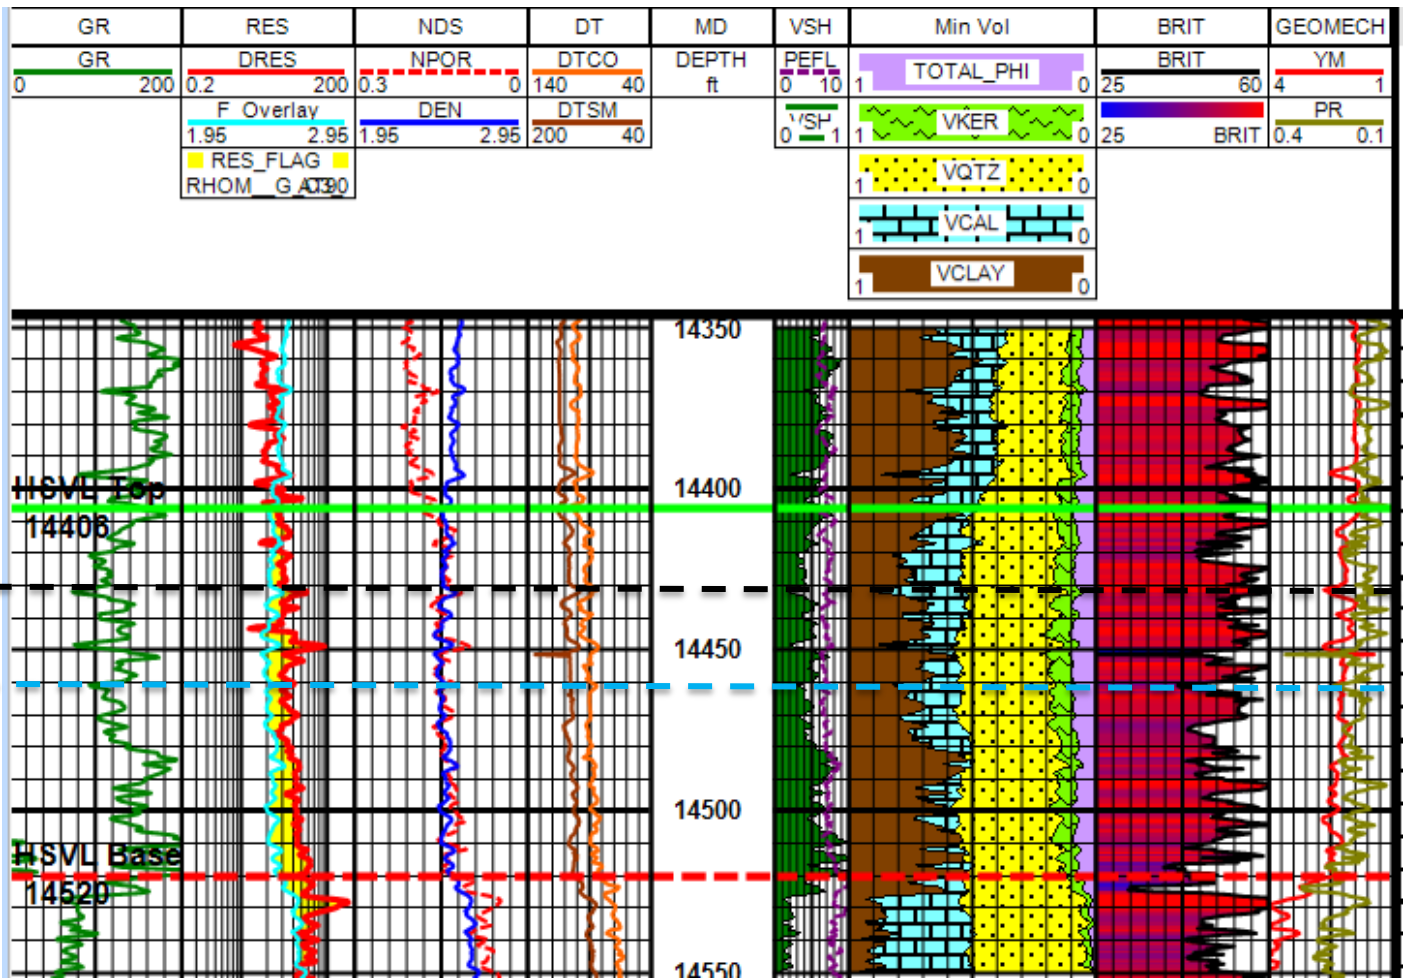 GR RES NDS DT MD VSH Min Vol BRIT GEOMECH
GR DRES NPOR DTCO DEPTH PEFL TOTAL_PHI BRIT YM
0 200 0.2 200 0.3 0 140 40 ft 0 10 1 0 25 60 4 1
F_Overlay DEN DTSM VSH VKER PR
1.95 2.95 1.95 2.95 200 40 0 1 1 0 25 BRIT 0.4 0.1
RES_FLAG VQTZ
RHOM__G 1 0
VCAL
1 0
VCLAY
1 0
14350
HSVL Top 14400
14406
14450
14500
HSVL Base
14520
14550